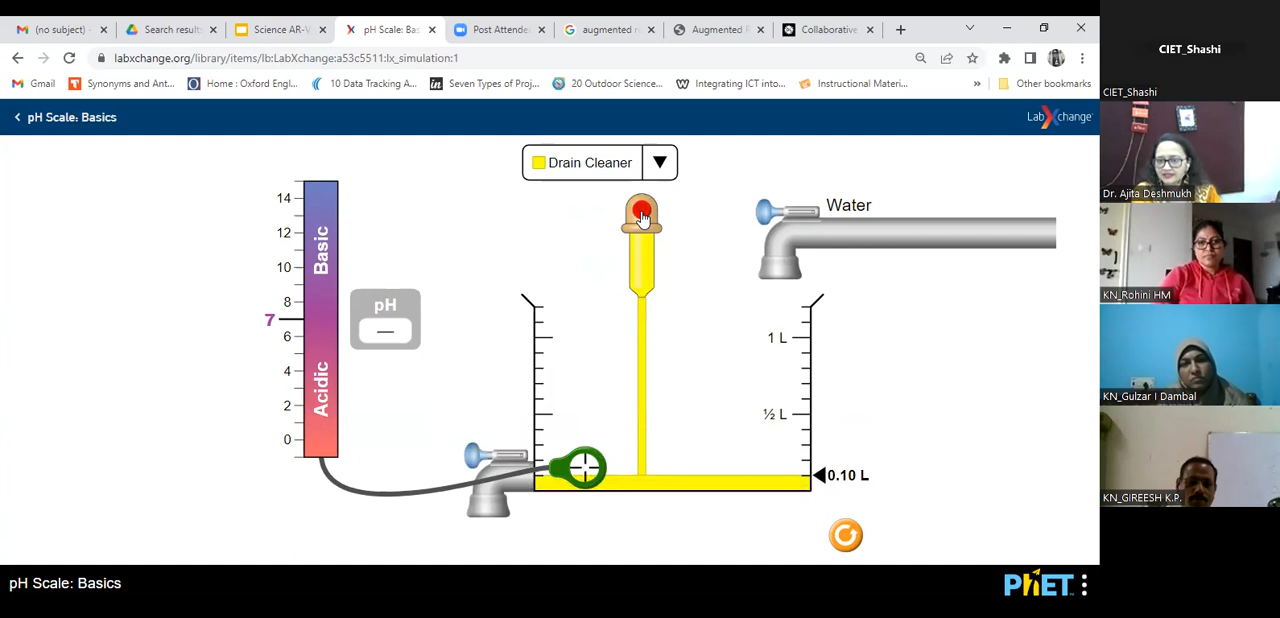 (no subject) -
Search results
Science AR-V
pH Scale: Bas
Post Attende
augmented r
Augmented R
Collaborative
labxchange.org/library/items/lb:LabXchange:a53c5511:lx_simulation:1
Gmail
Synonyms and Ant...
Home : Oxford Engl...
10 Data Tracking A...
Seven Types of Proj...
20 Outdoor Science...
Integrating ICT into...
Instructional Materi...
»
Other bookmarks
pH Scale: Basics
LabXchange
Drain Cleaner
Water
14
12
10
8
7
6
4
2
0
Basic
Acidic
pH
—
1 L
½ L
0.10 L
pH Scale: Basics
PhET
CIET_Shashi
CIET_Shashi
Dr. Ajita Deshmukh
KN_Rohini HM
KN_Gulzar I Dambal
KN_GIREESH K.P.